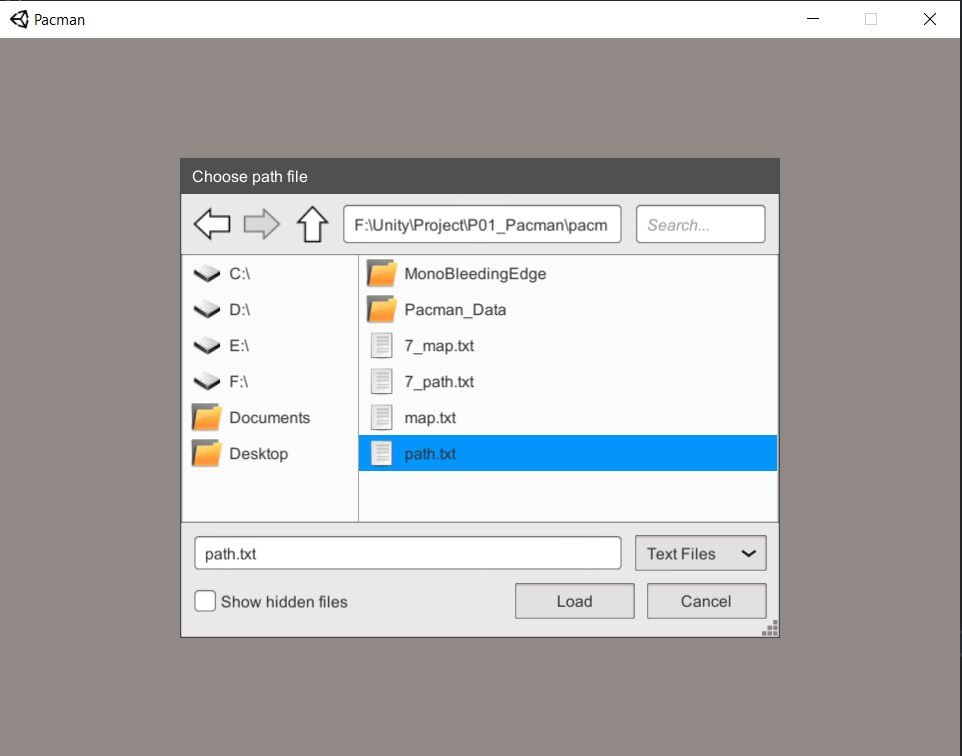 Pacman
Choose path file
F:\Unity\Project\P01_Pacman\pacm
Search...
C:\
D:\
E:\
F:\
Documents
Desktop
MonoBleedingEdge
Pacman_Data
7_map.txt
7_path.txt
map.txt
path.txt
path.txt
Text Files
Show hidden files
Load
Cancel